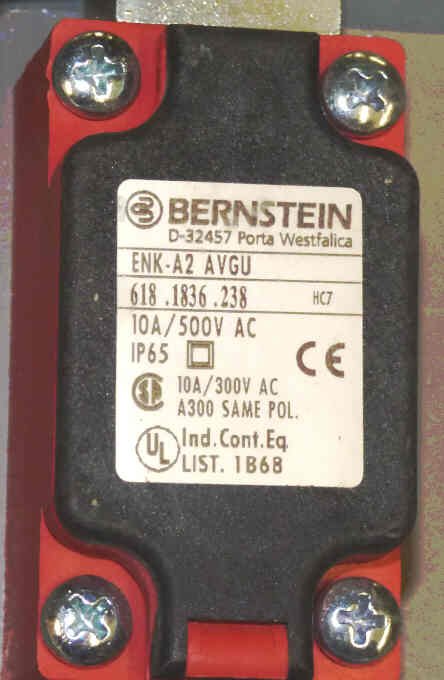 BERNSTEIN
D-32457 Porta Westfalica
ENK-A2 AVGU
618 .1836 .238 HC7
10A/500V AC
IP65 CE
10A/300V AC
A300 SAME POL.
UL Ind.Cont.Eq
LIST. 1B68